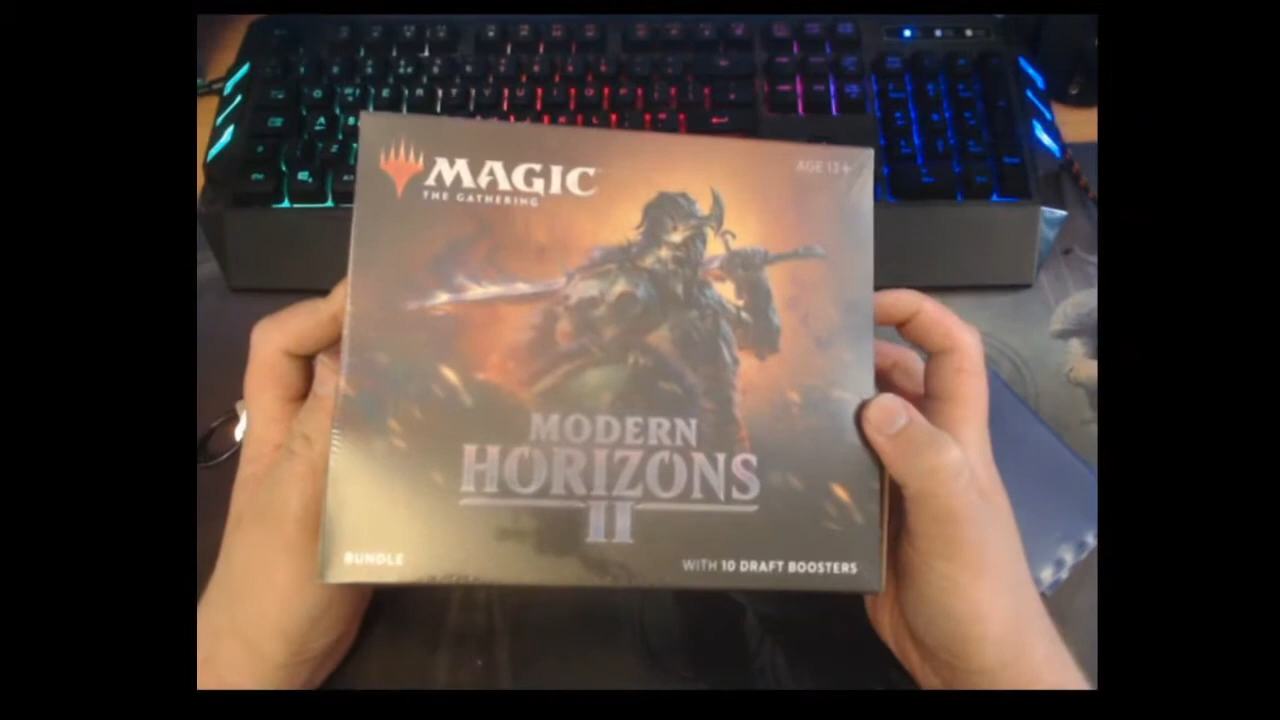 MAGIC
THE GATHERING
AGE 13+
MODERN
HORIZONS
II
BUNDLE
WITH 10 DRAFT BOOSTERS